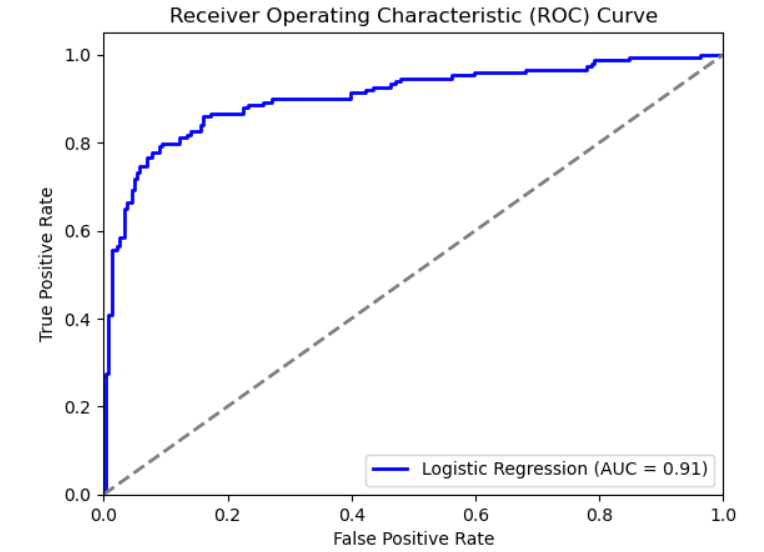 Receiver Operating Characteristic (ROC) Curve
1.0
0.8
0.6
0.4
0.2
0.0
True Positive Rate
Logistic Regression (AUC = 0.91)
0.0 0.2 0.4 0.6 0.8 1.0
False Positive Rate